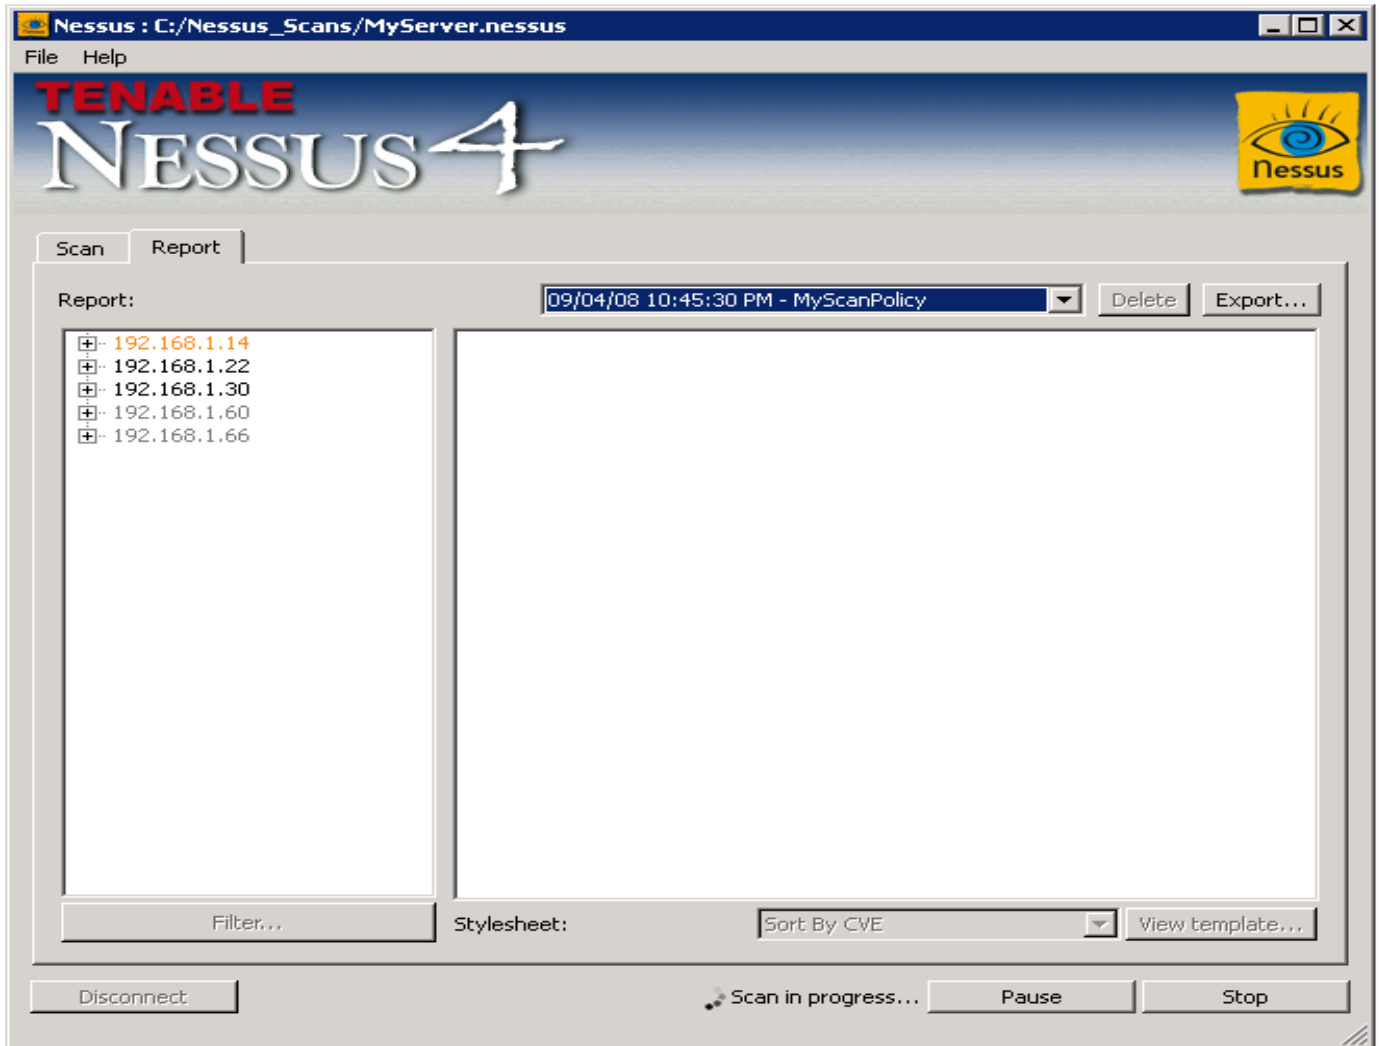 Nessus : C:/Nessus_Scans/MyServer.nessus
File Help
TENABLE
NESSUS 4
Nessus
Scan Report
Report: 09/04/08 10:45:30 PM - MyScanPolicy Delete Export...
192.168.1.14
192.168.1.22
192.168.1.30
192.168.1.60
192.168.1.66
Filter... Stylesheet: Sort By CVE View template...
Disconnect Scan in progress... Pause Stop